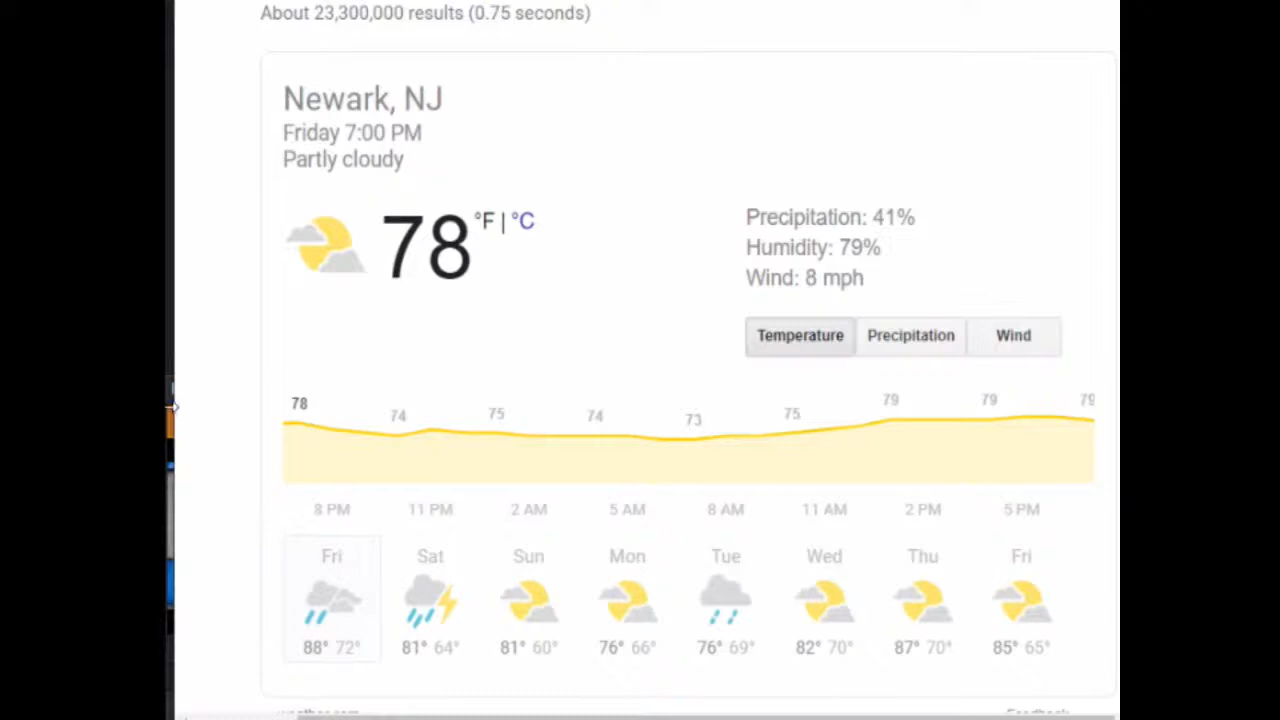 About 23,300,000 results (0.75 seconds)
Newark, NJ
Friday 7:00 PM
Partly cloudy
78 °F | °C
Precipitation: 41%
Humidity: 79%
Wind: 8 mph
Temperature Precipitation Wind
78 74 75 74 73 75 79 79 79
8 PM 11 PM 2 AM 5 AM 8 AM 11 AM 2 PM 5 PM
Fri Sat Sun Mon Tue Wed Thu Fri
88° 72° 81° 64° 81° 60° 76° 66° 76° 69° 82° 70° 87° 70° 85° 65°